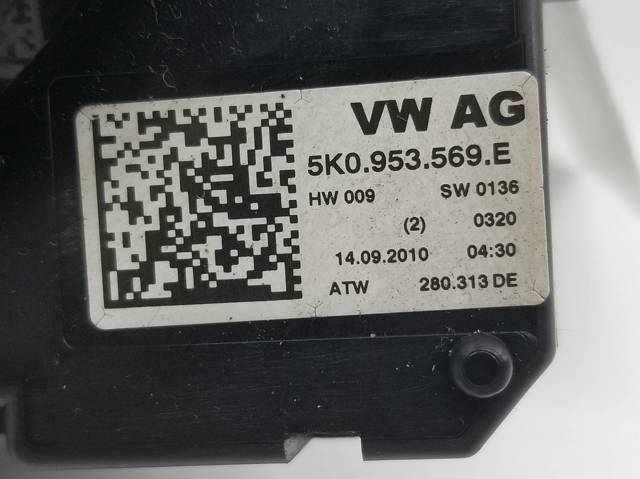 VW AG
5K0.953.569.E
HW 009 SW 0136
(2) 0320
14.09.2010 04:30
ATW 280.313 DE